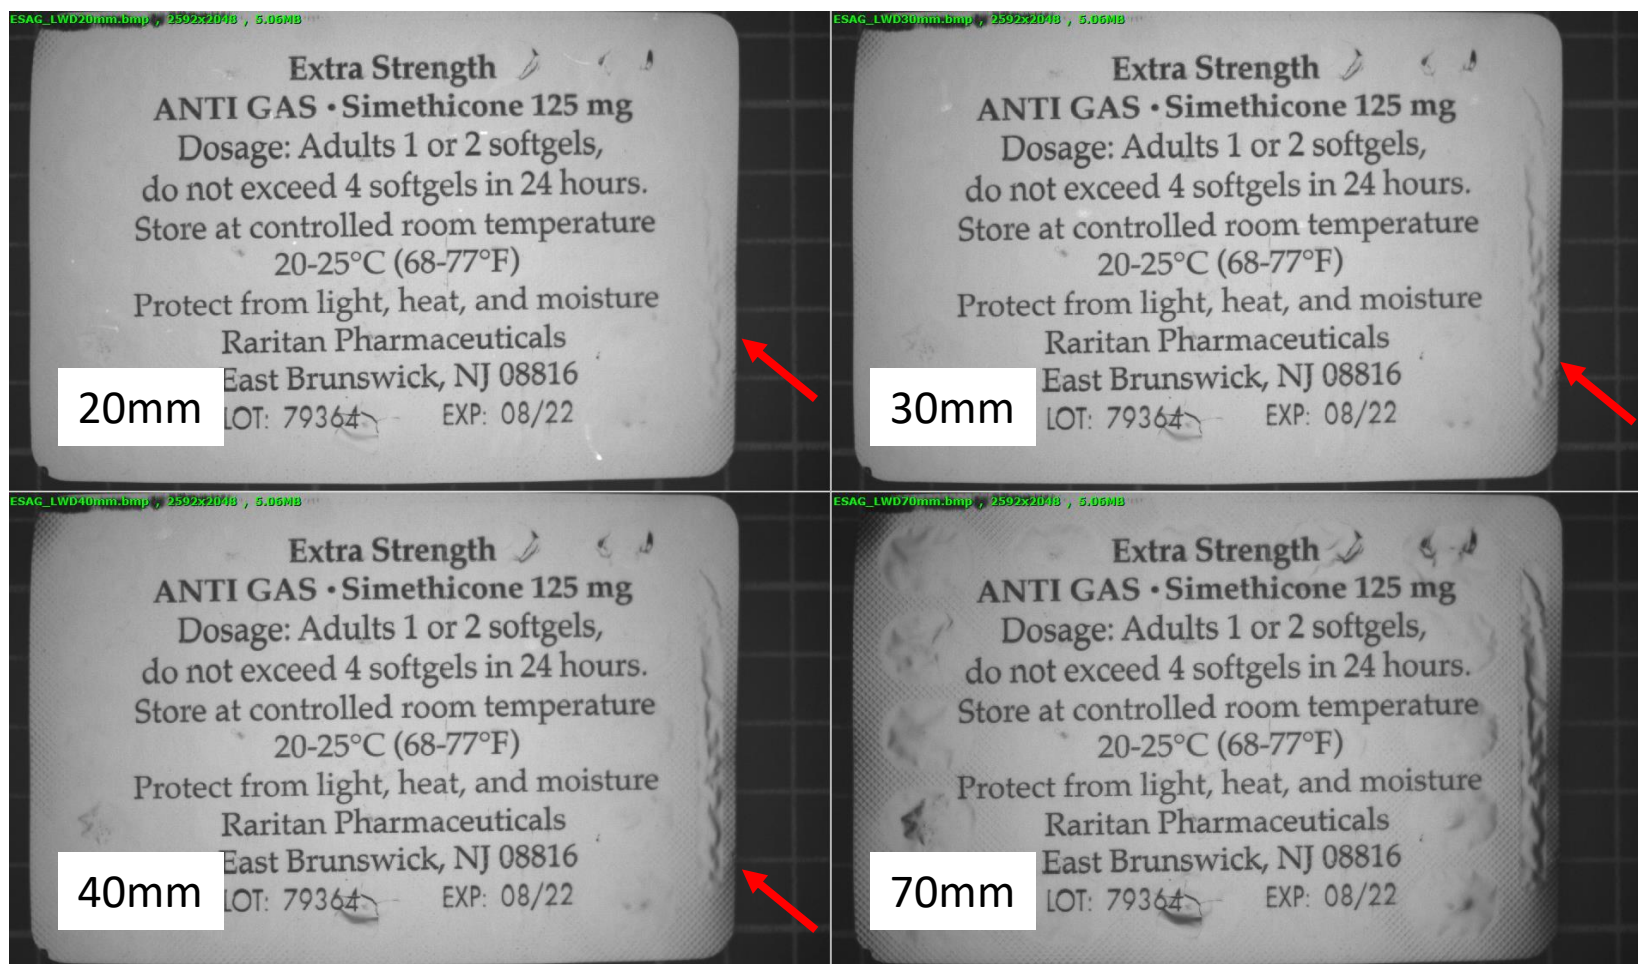 ESAG_LWD20mm.bmp , 2592x2048 , 5.06MB
Extra Strength
ANTI GAS • Simethicone 125 mg
Dosage: Adults 1 or 2 softgels,
do not exceed 4 softgels in 24 hours.
Store at controlled room temperature
20-25°C (68-77°F)
Protect from light, heat, and moisture
Raritan Pharmaceuticals
East Brunswick, NJ 08816
LOT: 79364 EXP: 08/22
20mm
ESAG_LWD30mm.bmp , 2592x2048 , 5.06MB
Extra Strength
ANTI GAS • Simethicone 125 mg
Dosage: Adults 1 or 2 softgels,
do not exceed 4 softgels in 24 hours.
Store at controlled room temperature
20-25°C (68-77°F)
Protect from light, heat, and moisture
Raritan Pharmaceuticals
East Brunswick, NJ 08816
LOT: 79364 EXP: 08/22
30mm
ESAG_LWD40mm.bmp , 2592x2048 , 5.06MB
Extra Strength
ANTI GAS • Simethicone 125 mg
Dosage: Adults 1 or 2 softgels,
do not exceed 4 softgels in 24 hours.
Store at controlled room temperature
20-25°C (68-77°F)
Protect from light, heat, and moisture
Raritan Pharmaceuticals
East Brunswick, NJ 08816
LOT: 79364 EXP: 08/22
40mm
ESAG_LWD70mm.bmp , 2592x2048 , 5.06MB
Extra Strength
ANTI GAS • Simethicone 125 mg
Dosage: Adults 1 or 2 softgels,
do not exceed 4 softgels in 24 hours.
Store at controlled room temperature
20-25°C (68-77°F)
Protect from light, heat, and moisture
Raritan Pharmaceuticals
East Brunswick, NJ 08816
LOT: 79364 EXP: 08/22
70mm